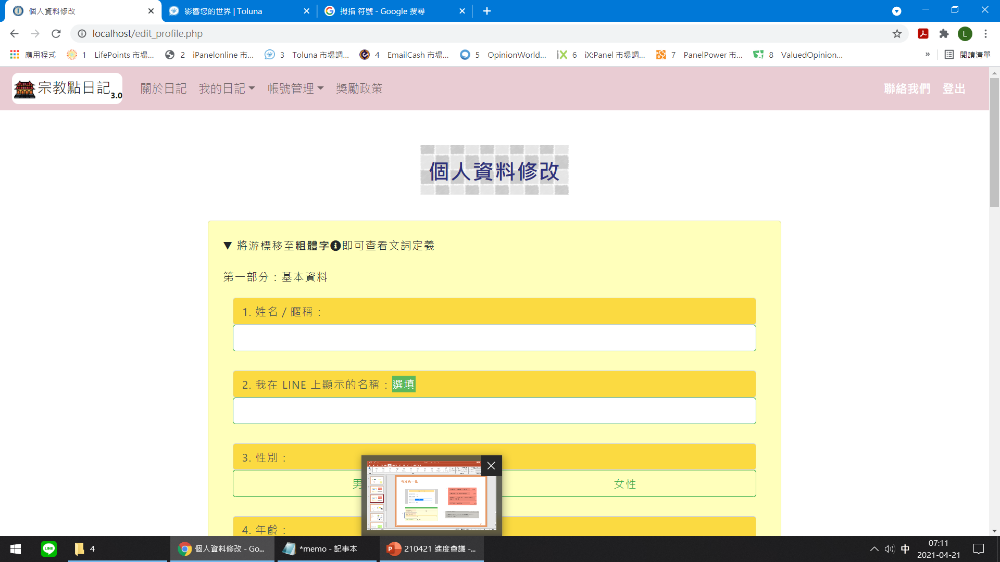 個人資料修改
影響您的世界 | Toluna
拇指 符號 - Google 搜尋
localhost/edit_profile.php
L
應用程式
1 LifePoints 市場...
2 iPanelonline 市...
3 Toluna 市場調...
4 EmailCash 市場...
5 OpinionWorld...
6 iX:Panel 市場調...
7 PanelPower 市...
8 ValuedOpinion...
»
閱讀清單
宗教點日記3.0
關於日記
我的日記
帳號管理
獎勵政策
聯絡我們
登出
個人資料修改
▼ 將游標移至粗體字即可查看文詞定義
第一部分：基本資料
1. 姓名 / 暱稱：
2. 我在 LINE 上顯示的名稱：選填
3. 性別：
女性
4. 年齡：
LINE
4
個人資料修改 - Go...
*memo - 記事本
210421 進度會議 -...
中
07:11
2021-04-21